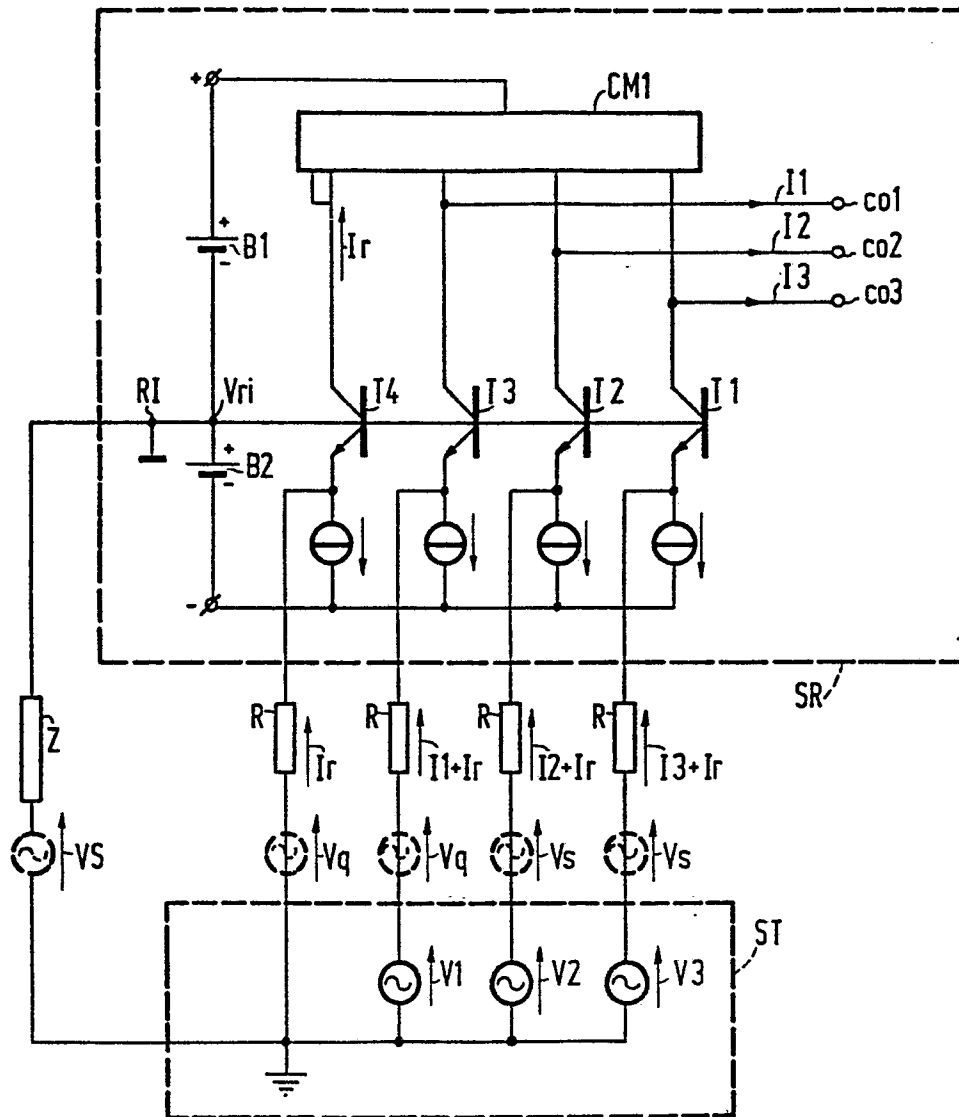 +
CM1
I1
co1
I2
co2
I3
co3
+
B1
-
Ir
RI
Vri
T4
T3
T2
T1
+
B2
-
-
SR
Z
R
R
R
R
Ir
I1+Ir
I2+Ir
I3+Ir
VS
Vq
Vq
Vs
Vs
ST
V1
V2
V3